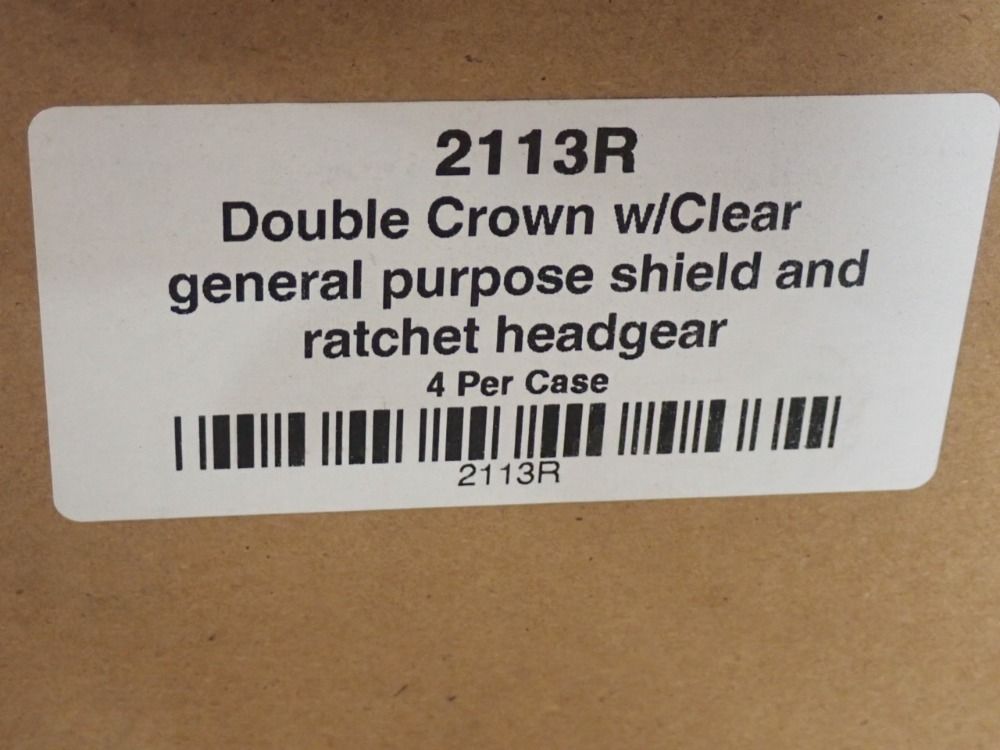 2113R
Double Crown w/Clear
general purpose shield and
ratchet headgear
4 Per Case
2113R